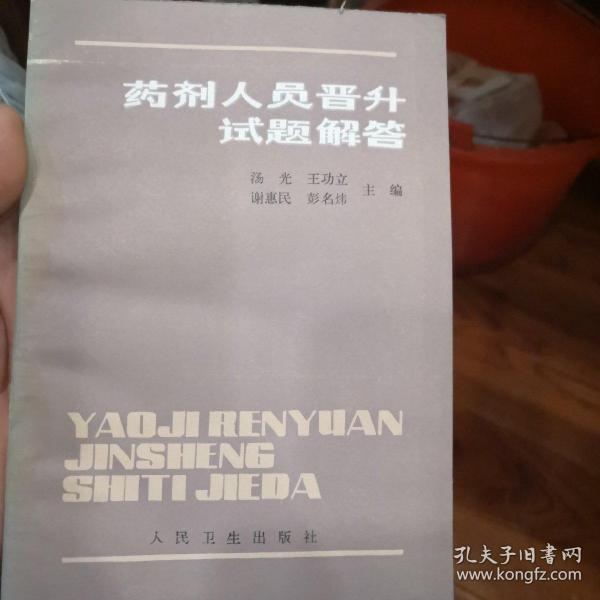 药剂人员晋升
试题解答
汤 光 王功立
谢惠民 彭名炜 主 编
YAOJI RENYUAN
JINSHENG
SHITI JIEDA
人民卫生出版社
孔夫子旧书网
www.kongfz.com